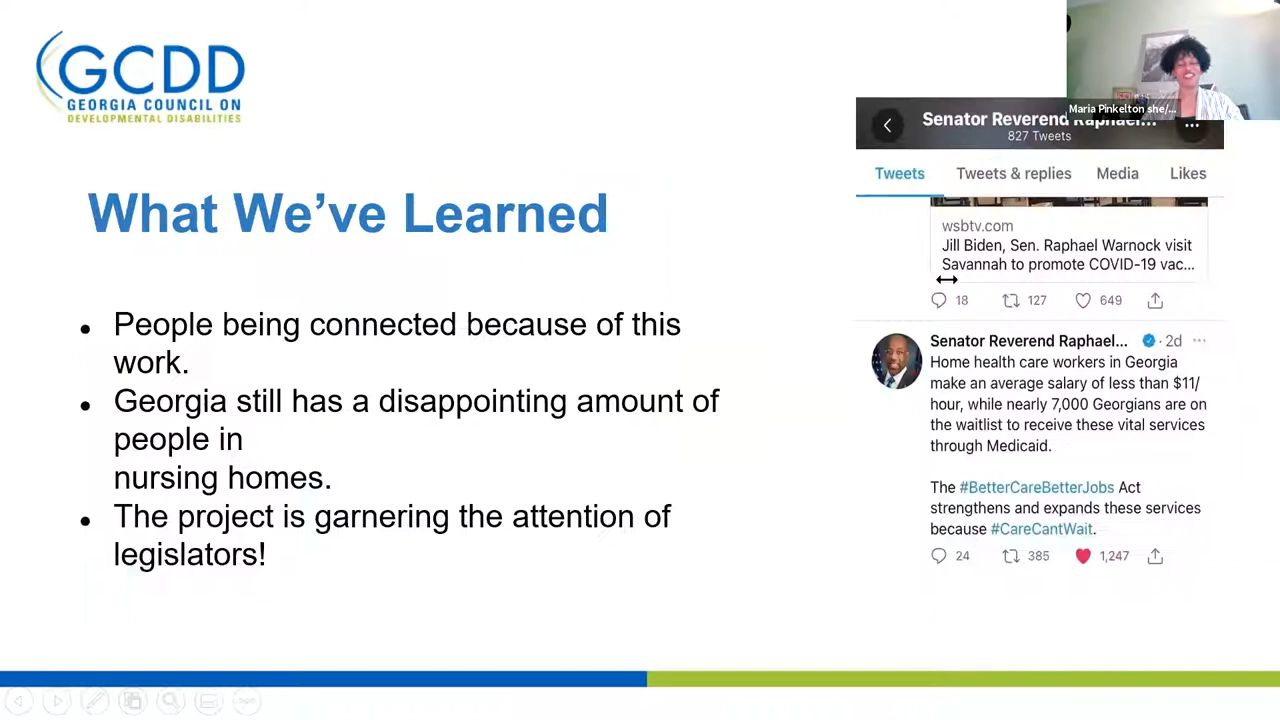 GCDD
GEORGIA COUNCIL ON
DEVELOPMENTAL DISABILITIES
What We’ve Learned
● People being connected because of this
work.
● Georgia still has a disappointing amount of
people in
nursing homes.
● The project is garnering the attention of
legislators!
Maria Pinkelton she/...
Senator Reverend Raphael...
827 Tweets
Tweets Tweets & replies Media Likes
wsbtv.com
Jill Biden, Sen. Raphael Warnock visit
Savannah to promote COVID-19 vac...
18 127 649
Senator Reverend Raphael... · 2d ...
Home health care workers in Georgia
make an average salary of less than $11/
hour, while nearly 7,000 Georgians are on
the waitlist to receive these vital services
through Medicaid.
The #BetterCareBetterJobs Act
strengthens and expands these services
because #CareCantWait.
24 385 1,247